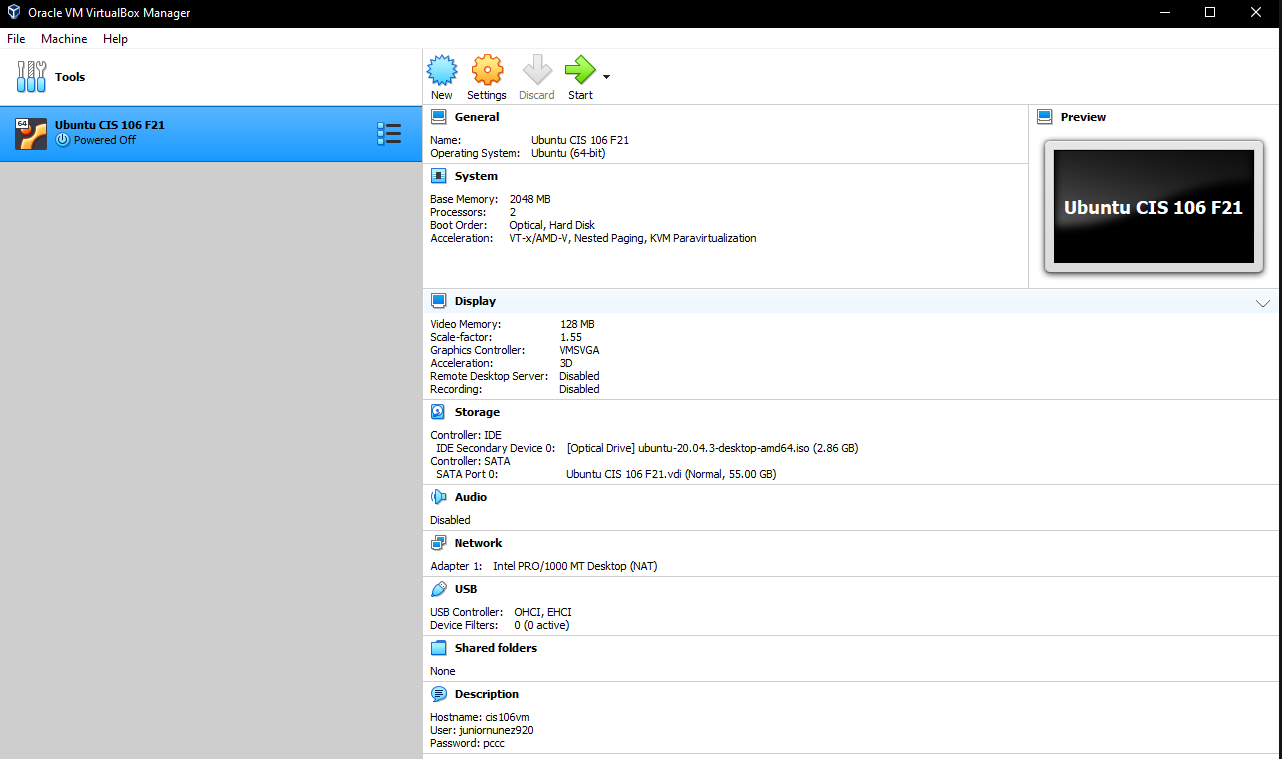 Oracle VM VirtualBox Manager
File Machine Help
Tools
New Settings Discard Start
64
Ubuntu CIS 106 F21
Powered Off
General
Name: Ubuntu CIS 106 F21
Operating System: Ubuntu (64-bit)
Preview
Ubuntu CIS 106 F21
System
Base Memory: 2048 MB
Processors: 2
Boot Order: Optical, Hard Disk
Acceleration: VT-x/AMD-V, Nested Paging, KVM Paravirtualization
Display
Video Memory: 128 MB
Scale-factor: 1.55
Graphics Controller: VMSVGA
Acceleration: 3D
Remote Desktop Server: Disabled
Recording: Disabled
Storage
Controller: IDE
IDE Secondary Device 0: [Optical Drive] ubuntu-20.04.3-desktop-amd64.iso (2.86 GB)
Controller: SATA
SATA Port 0: Ubuntu CIS 106 F21.vdi (Normal, 55.00 GB)
Audio
Disabled
Network
Adapter 1: Intel PRO/1000 MT Desktop (NAT)
USB
USB Controller: OHCI, EHCI
Device Filters: 0 (0 active)
Shared folders
None
Description
Hostname: cis106vm
User: juniornunez920
Password: pccc